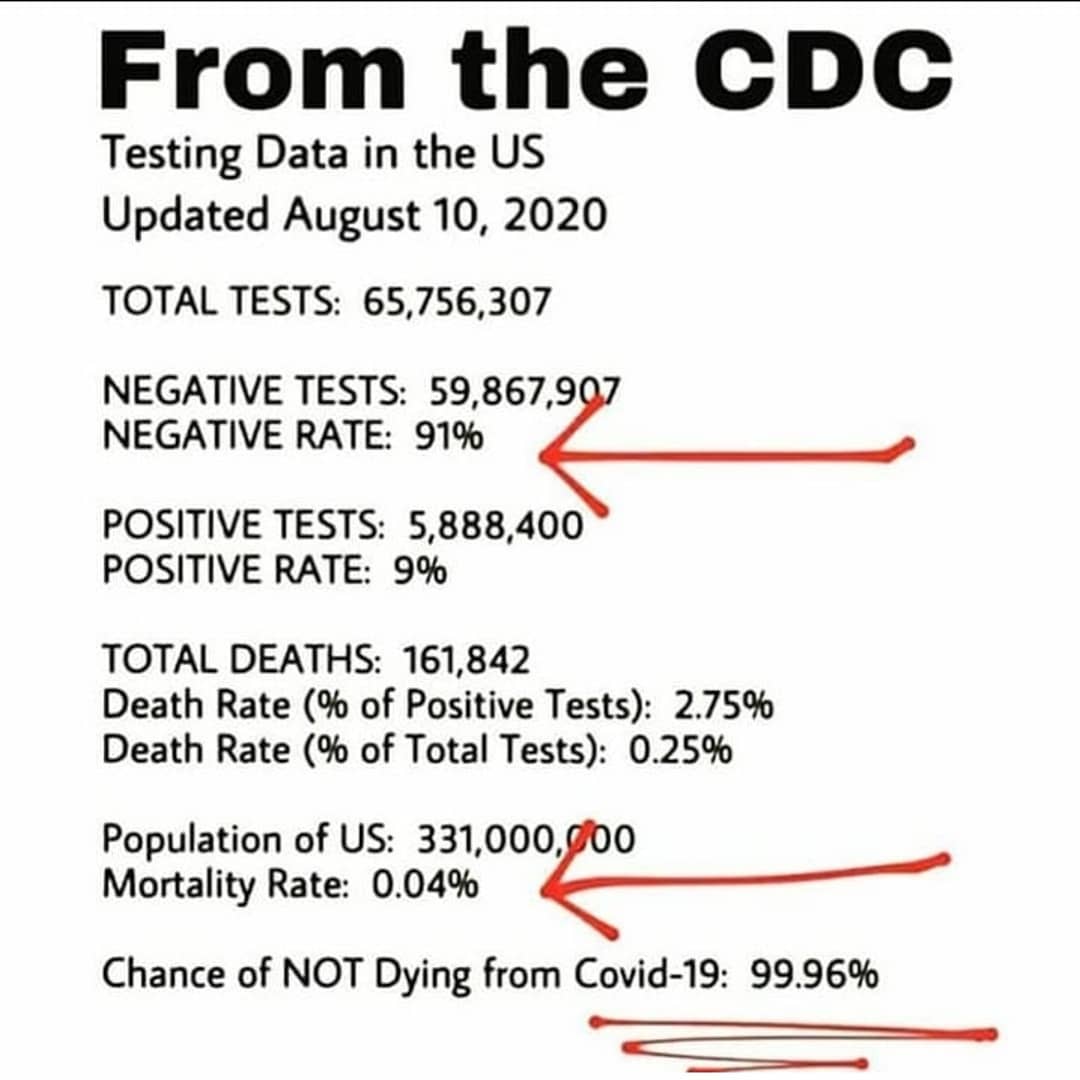 From the CDC
Testing Data in the US
Updated August 10, 2020
TOTAL TESTS: 65,756,307
NEGATIVE TESTS: 59,867,907
NEGATIVE RATE: 91%
POSITIVE TESTS: 5,888,400
POSITIVE RATE: 9%
TOTAL DEATHS: 161,842
Death Rate (% of Positive Tests): 2.75%
Death Rate (% of Total Tests): 0.25%
Population of US: 331,000,000
Mortality Rate: 0.04%
Chance of NOT Dying from Covid-19: 99.96%